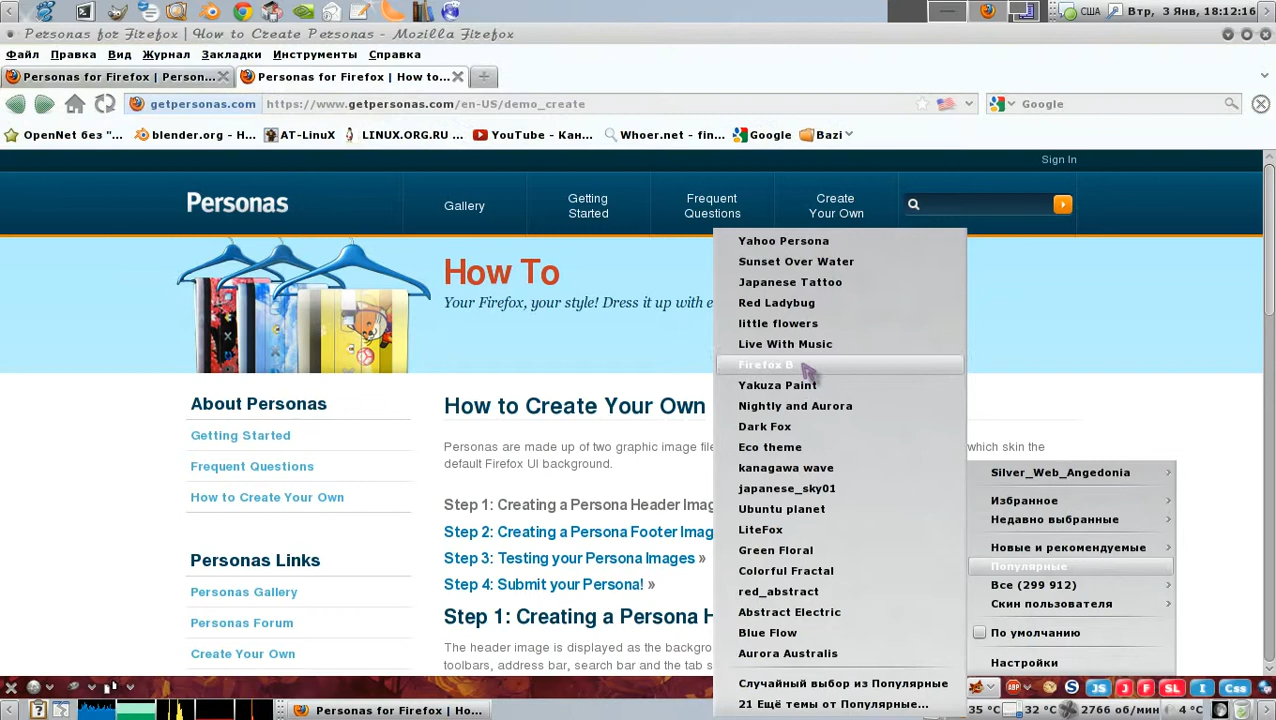 США
Втр, 3 Янв, 18:12:16
Personas for Firefox | How to Create Personas - Mozilla Firefox
Файл Правка Вид Журнал Закладки Инструменты Справка
Personas for Firefox | Person...
Personas for Firefox | How to...
getpersonas.com
https://www.getpersonas.com/en-US/demo_create
Google
OpenNet без "...
blender.org - H...
AT-LinuX
LINUX.ORG.RU ...
YouTube - Кан...
Whoer.net - fin...
Google
Bazi
Sign In
Personas
Gallery
Getting Started
Frequent Questions
Create Your Own
How To
Your Firefox, your style! Dress it up with e
About Personas
Getting Started
Frequent Questions
How to Create Your Own
Personas Links
Personas Gallery
Personas Forum
Create Your Own
How to Create Your Own
Personas are made up of two graphic image file
which skin the
default Firefox UI background.
Step 1: Creating a Persona Header Imag
Step 2: Creating a Persona Footer Imag
Step 3: Testing your Persona Images »
Step 4: Submit your Persona! »
Step 1: Creating a Persona H
The header image is displayed as the backgro
toolbars, address bar, search bar and the tab s
Yahoo Persona
Sunset Over Water
Japanese Tattoo
Red Ladybug
little flowers
Live With Music
Firefox B
Yakuza Paint
Nightly and Aurora
Dark Fox
Eco theme
kanagawa wave
japanese_sky01
Ubuntu planet
LiteFox
Green Floral
Colorful Fractal
red_abstract
Abstract Electric
Blue Flow
Aurora Australis
Случайный выбор из Популярные
21 Ещё темы от Популярные...
Silver_Web_Angedonia
Избранное
Недавно выбранные
Новые и рекомендуемые
Популярные
Все (299 912)
Скин пользователя
По умолчанию
Настройки
ABP
S
JS
J
F
SL
I
Css
Personas for Firefox | How ...
35 °C
32 °C
2766 об/мин
64 °C